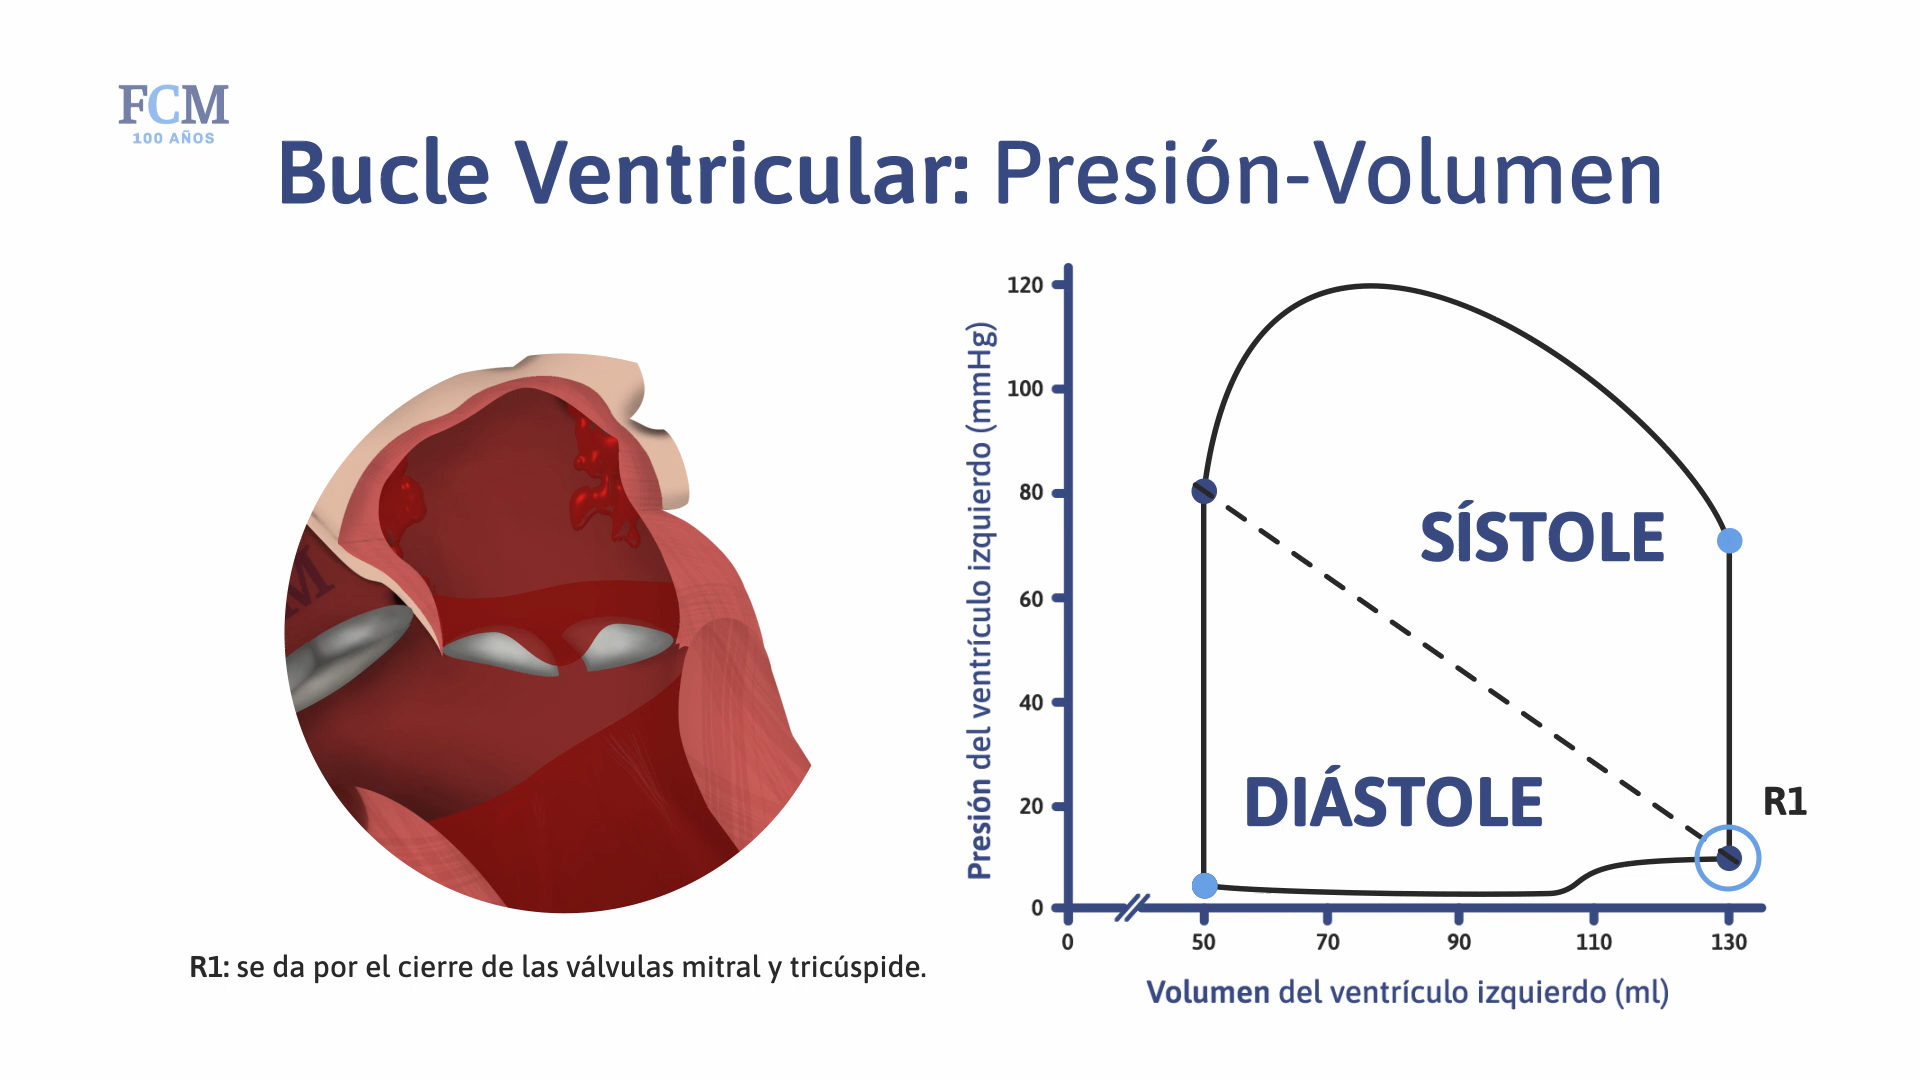 FCM
100 AÑOS
Bucle Ventricular: Presión-Volumen
Presión del ventrículo izquierdo (mmHg)
120
100
80
60
40
20
0
SÍSTOLE
DIÁSTOLE
R1
0 50 70 90 110 130
Volumen del ventrículo izquierdo (ml)
M
R1: se da por el cierre de las válvulas mitral y tricúspide.